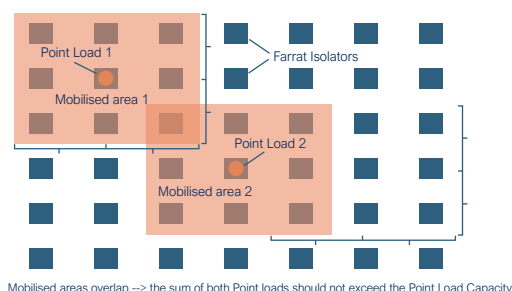 Point Load 1
Farrat Isolators
Mobilised area 1
Point Load 2
Mobilised area 2
Mobilised areas overlap --> the sum of both Point loads should not exceed the Point Load Capacity